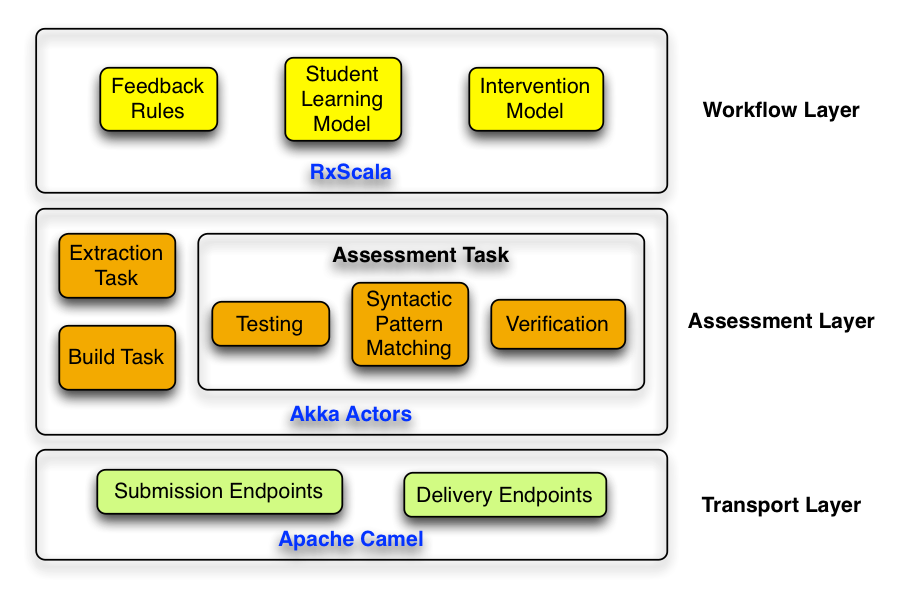 Feedback
Rules
Student
Learning
Model
Intervention
Model
RxScala
Workflow Layer
Extraction
Task
Build Task
Assessment Task
Testing
Syntactic
Pattern
Matching
Verification
Akka Actors
Assessment Layer
Submission Endpoints
Delivery Endpoints
Apache Camel
Transport Layer